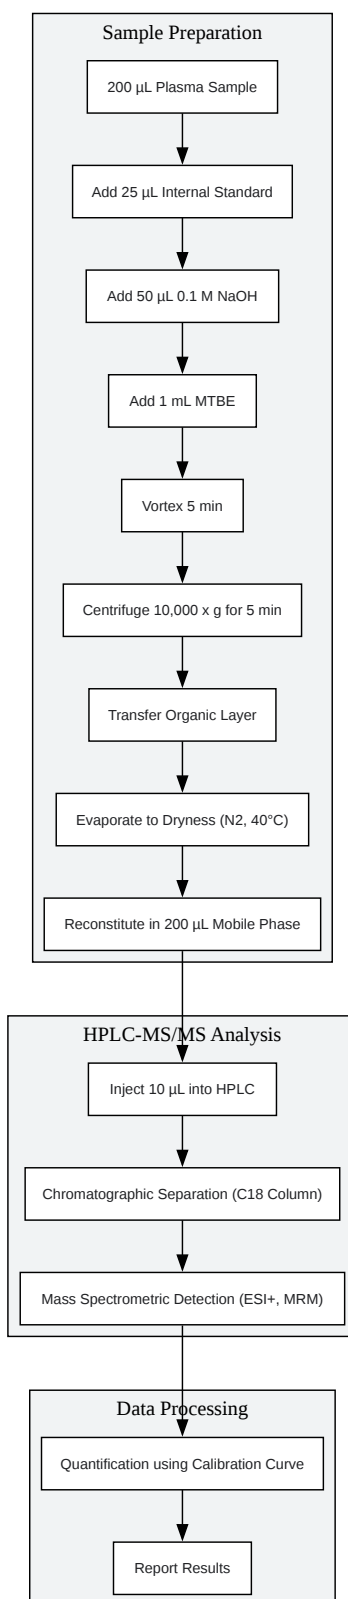 Sample Preparation
200 µL Plasma Sample
Add 25 µL Internal Standard
Add 50 µL 0.1 M NaOH
Add 1 mL MTBE
Vortex 5 min
Centrifuge 10,000 x g for 5 min
Transfer Organic Layer
Evaporate to Dryness (N2, 40°C)
Reconstitute in 200 µL Mobile Phase
HPLC-MS/MS Analysis
Inject 10 µL into HPLC
Chromatographic Separation (C18 Column)
Mass Spectrometric Detection (ESI+, MRM)
Data Processing
Quantification using Calibration Curve
Report Results